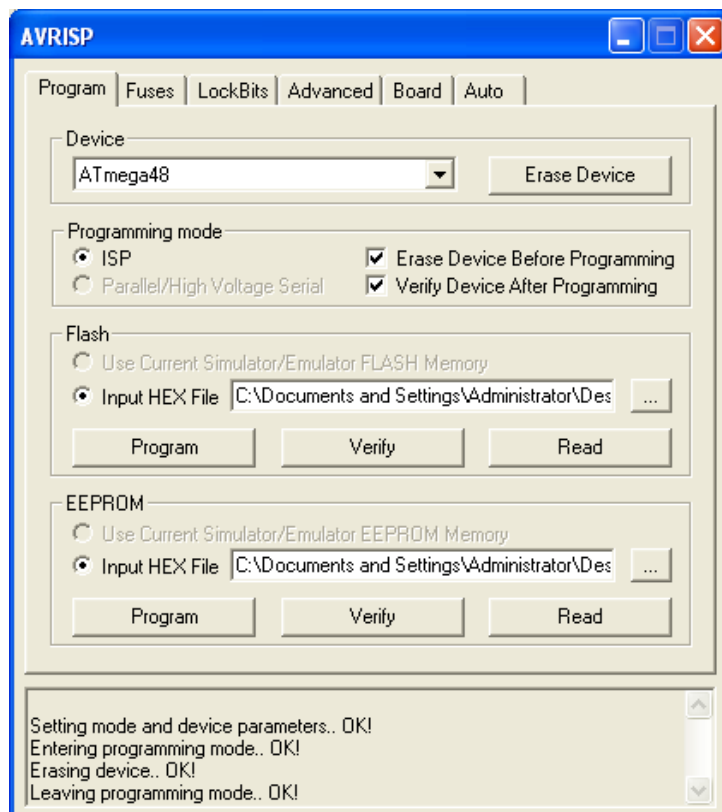 AVRISP
Program Fuses LockBits Advanced Board Auto
Device
ATmega48 Erase Device
Programming mode
ISP Erase Device Before Programming
Parallel/High Voltage Serial Verify Device After Programming
Flash
Use Current Simulator/Emulator FLASH Memory
Input HEX File C:\Documents and Settings\Administrator\Des ...
Program Verify Read
EEPROM
Use Current Simulator/Emulator EEPROM Memory
Input HEX File C:\Documents and Settings\Administrator\Des ...
Program Verify Read
Setting mode and device parameters.. OK!
Entering programming mode.. OK!
Erasing device.. OK!
Leaving programming mode.. OK!